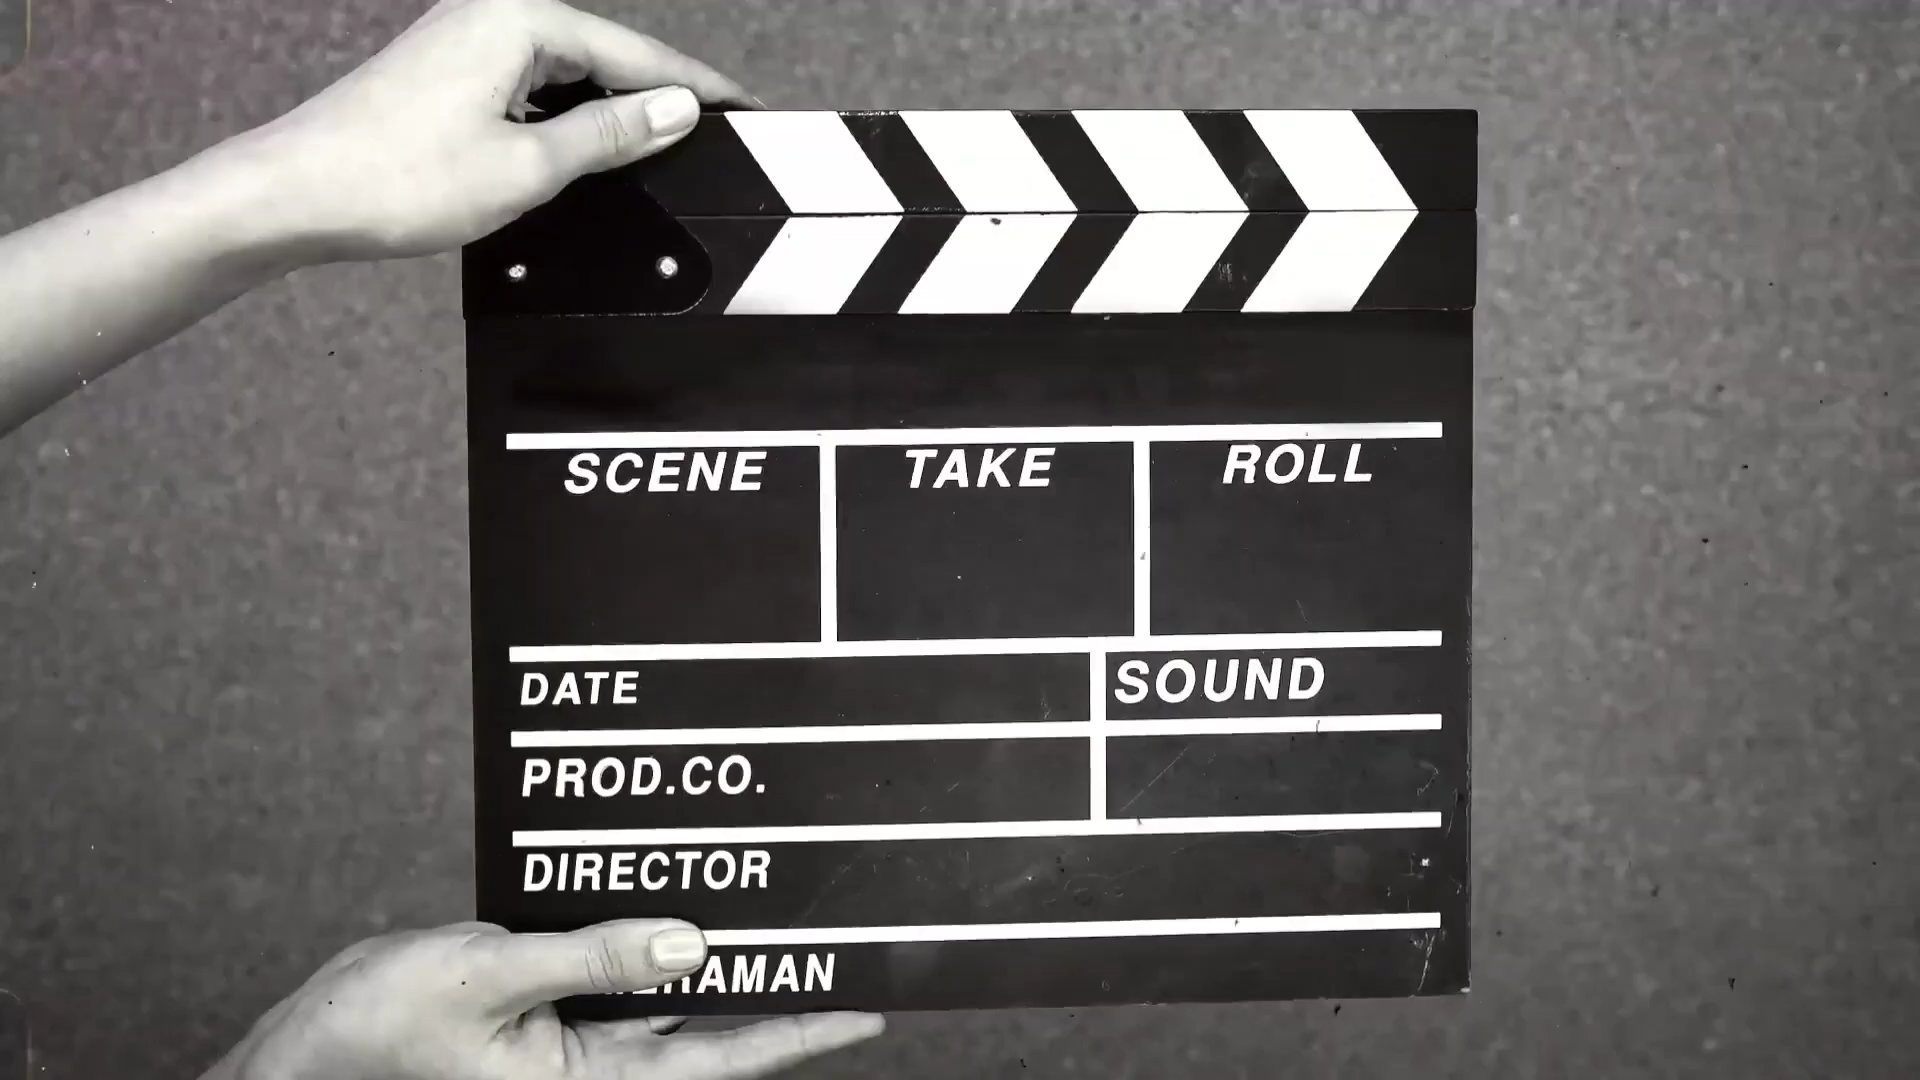 SCENE TAKE ROLL
DATE SOUND
PROD.CO.
DIRECTOR